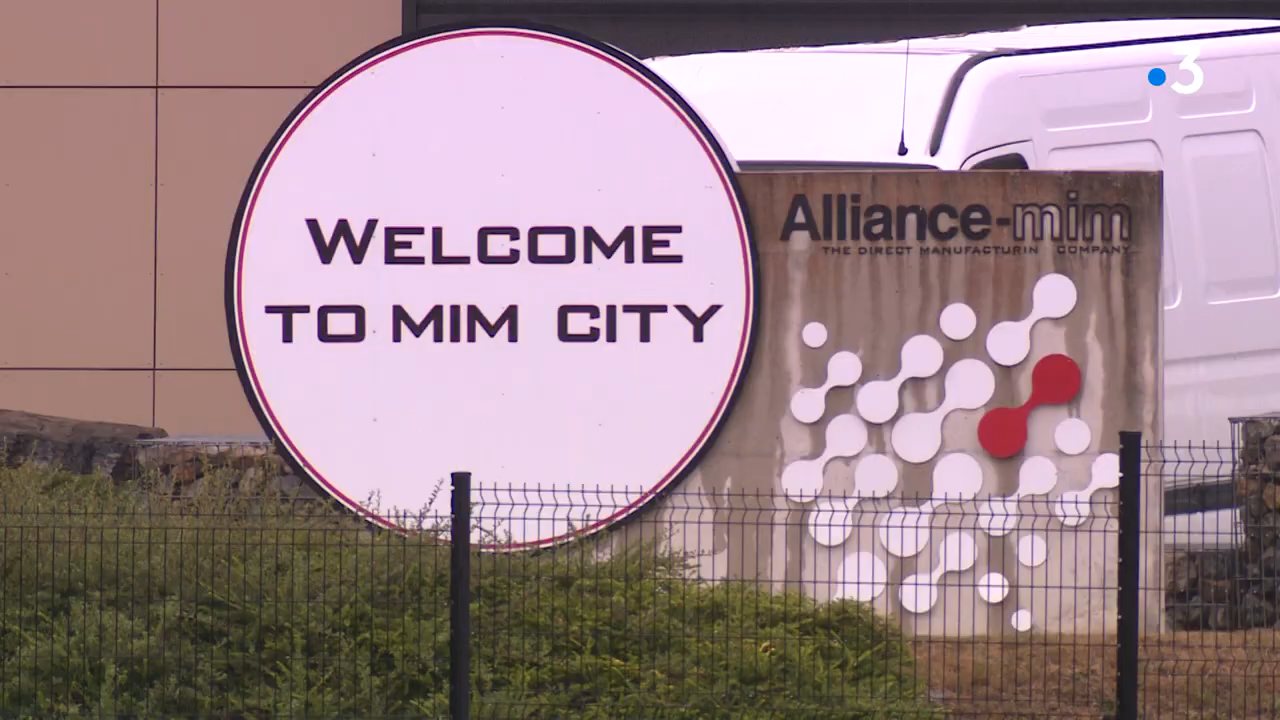 WELCOME
TO MIM CITY
Alliance-mim
THE DIRECT MANUFACTURIN COMPANY
3